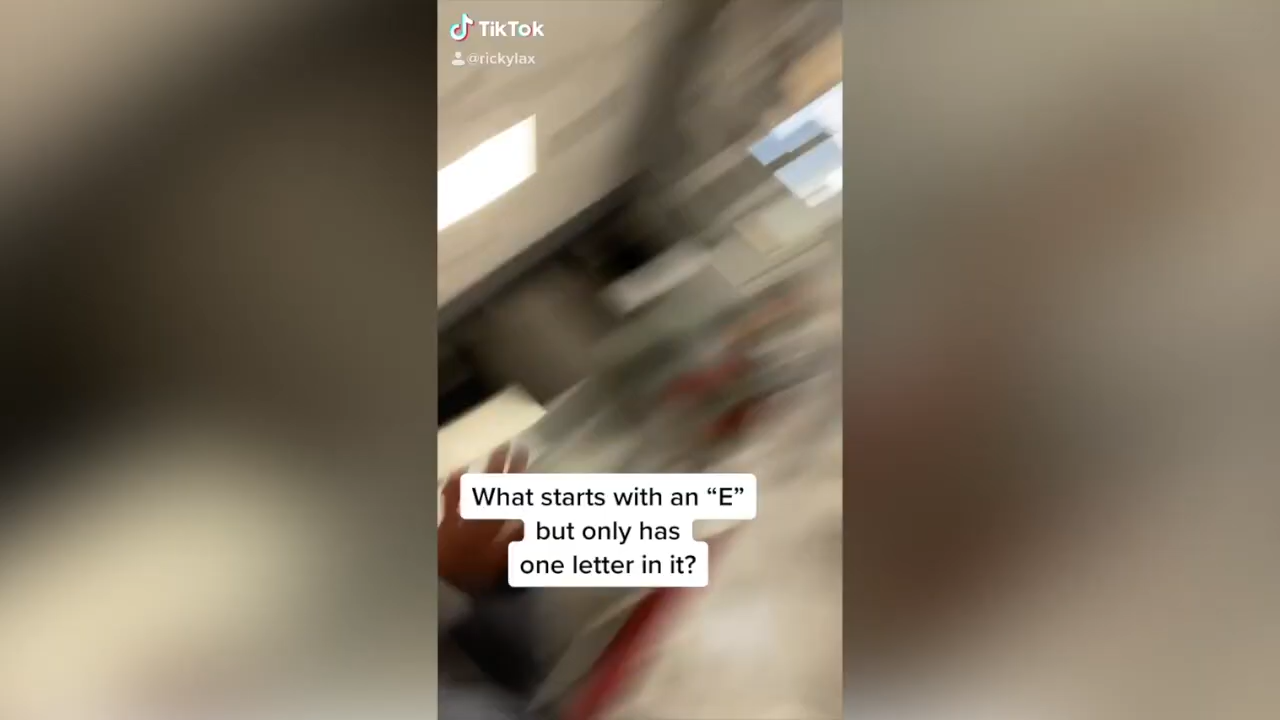 TikTok
@rickylax
What starts with an “E”
but only has
one letter in it?